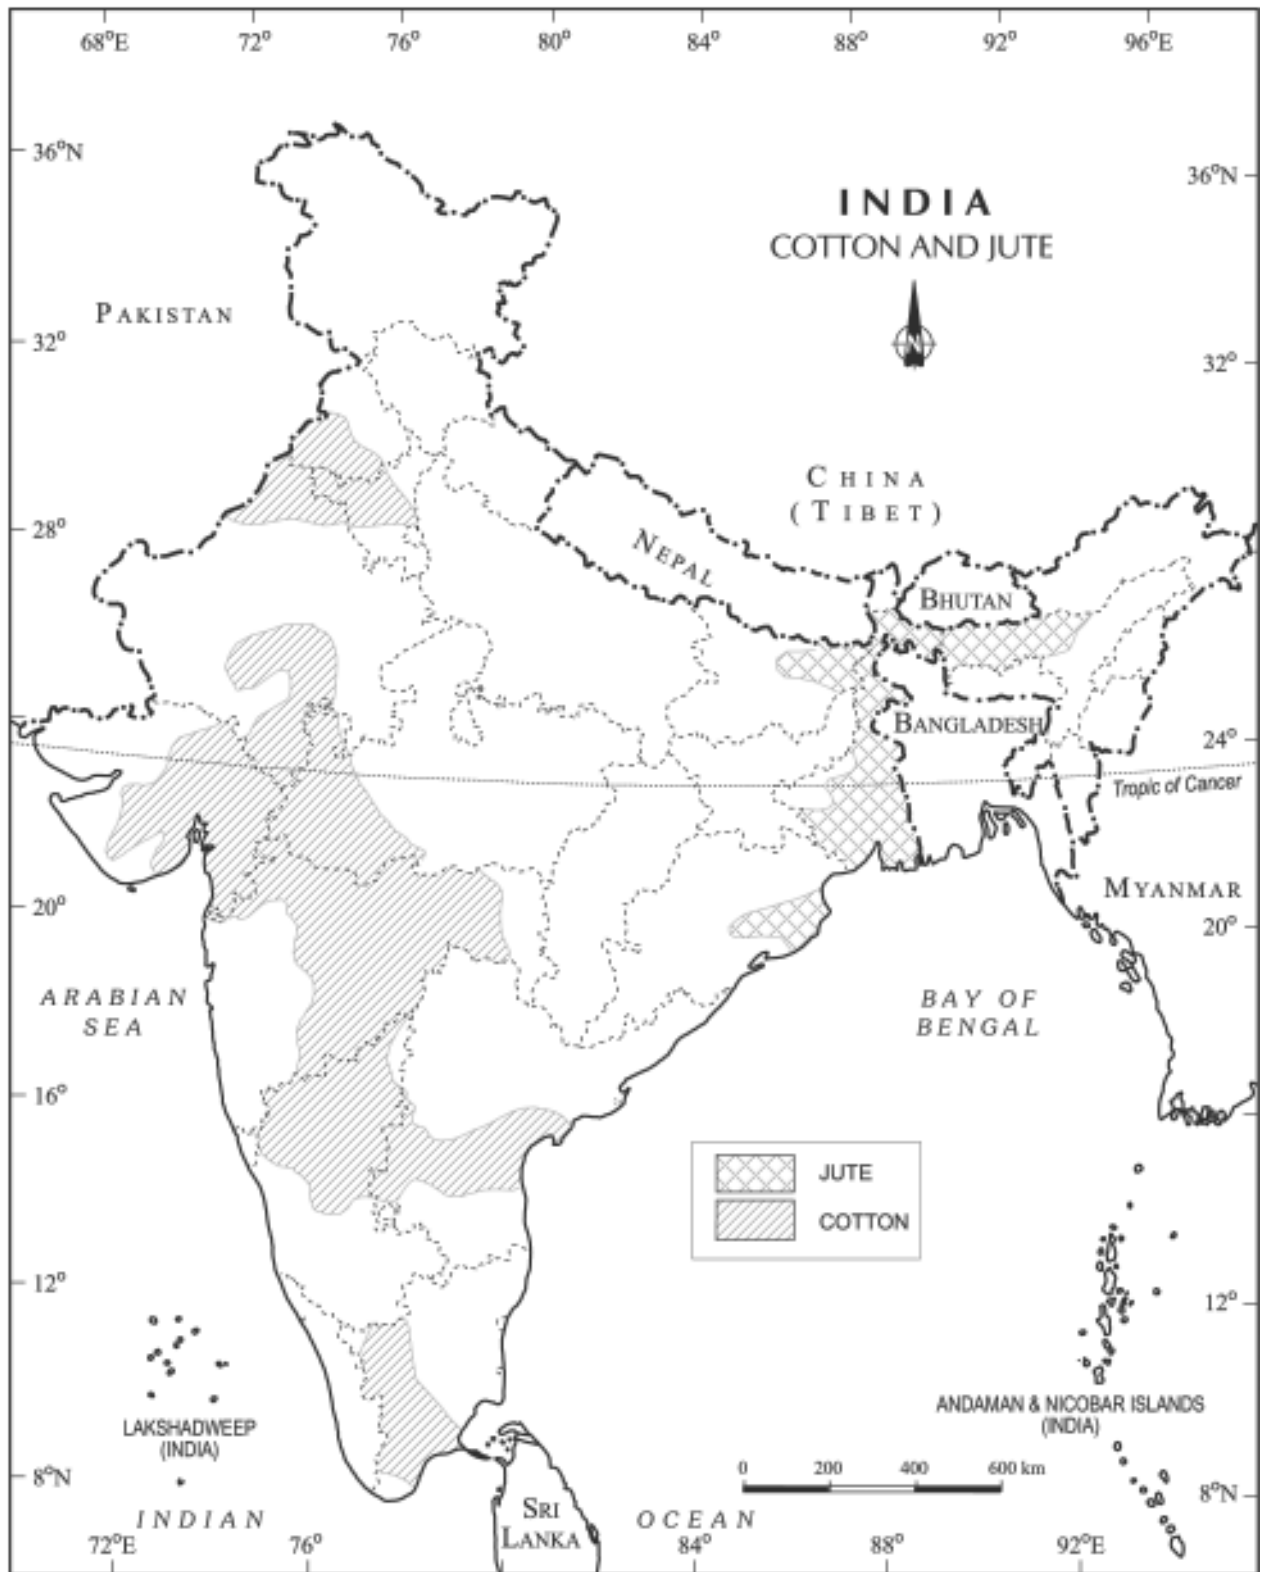 68°E 72° 76° 80° 84° 88° 92° 96°E
36°N
36°N
INDIA
COTTON AND JUTE
N
PAKISTAN
32°
32°
CHINA
(TIBET)
28°
NEPAL
BHUTAN
BANGLADESH
24°
Tropic of Cancer
MYANMAR
20°
20°
ARABIAN
SEA
BAY OF
BENGAL
16°
JUTE
COTTON
12°
12°
LAKSHADWEEP
(INDIA)
ANDAMAN & NICOBAR ISLANDS
(INDIA)
0 200 400 600 km
8°N
8°N
SRI
LANKA
INDIAN OCEAN
72°E 76° 84° 88° 92°E